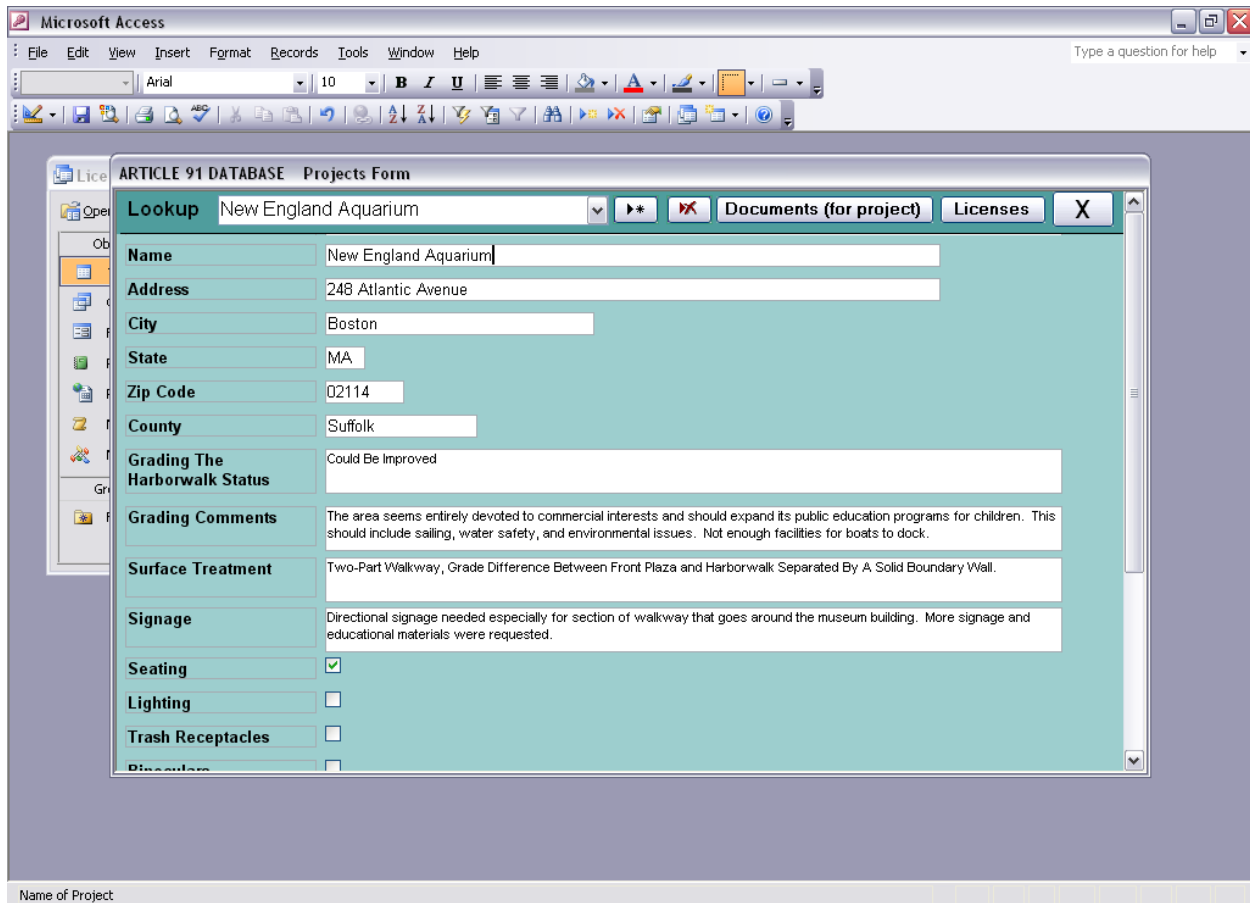 Microsoft Access
File Edit View Insert Format Records Tools Window Help Type a question for help
Arial 10 B I U
Lice ARTICLE 91 DATABASE Projects Form
Open Lookup New England Aquarium Documents (for project) Licenses X
Ob
Name New England Aquarium
Address 248 Atlantic Avenue
City Boston
State MA
Zip Code 02114
County Suffolk
Grading The Could Be Improved
Harborwalk Status
Gr
Grading Comments The area seems entirely devoted to commercial interests and should expand its public education programs for children. This
should include sailing, water safety, and environmental issues. Not enough facilities for boats to dock.
Surface Treatment Two-Part Walkway, Grade Difference Between Front Plaza and Harborwalk Separated By A Solid Boundary Wall.
Signage Directional signage needed especially for section of walkway that goes around the museum building. More signage and
educational materials were requested.
Seating
Lighting
Trash Receptacles
Binoculars
Name of Project